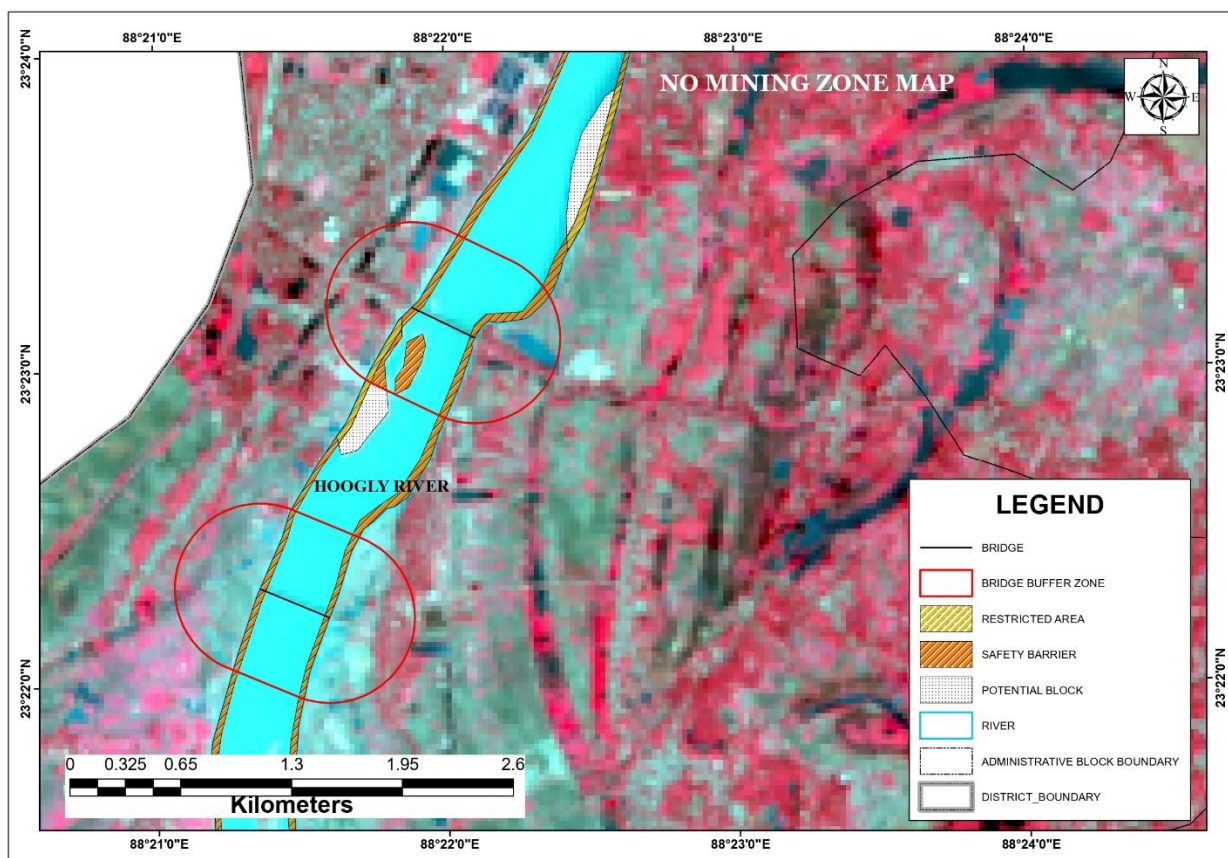 88°21'0"E 88°22'0"E 88°23'0"E 88°24'0"E
23°24'0"N 23°24'0"N
NO MINING ZONE MAP
N
W E
S
23°23'0"N 23°23'0"N
HOOGLY RIVER
LEGEND
BRIDGE
BRIDGE BUFFER ZONE
RESTRICTED AREA
SAFETY BARRIER
POTENTIAL BLOCK
RIVER
ADMINISTRATIVE BLOCK BOUNDARY
DISTRICT_BOUNDARY
23°22'0"N 23°22'0"N
0 0.325 0.65 1.3 1.95 2.6
Kilometers
88°21'0"E 88°22'0"E 88°23'0"E 88°24'0"E